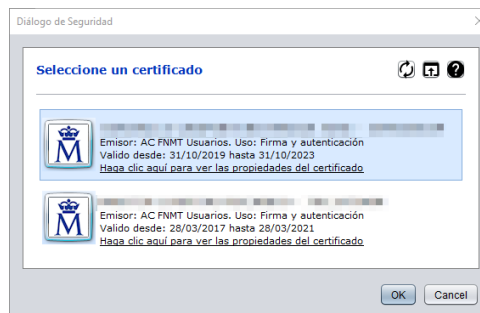 Diálogo de Seguridad
Seleccione un certificado
Emisor: AC FNMT Usuarios. Uso: Firma y autenticación
Valido desde: 31/10/2019 hasta 31/10/2023
Haga clic aquí para ver las propiedades del certificado
Emisor: AC FNMT Usuarios. Uso: Firma y autenticación
Valido desde: 28/03/2017 hasta 28/03/2021
Haga clic aquí para ver las propiedades del certificado
OK Cancel